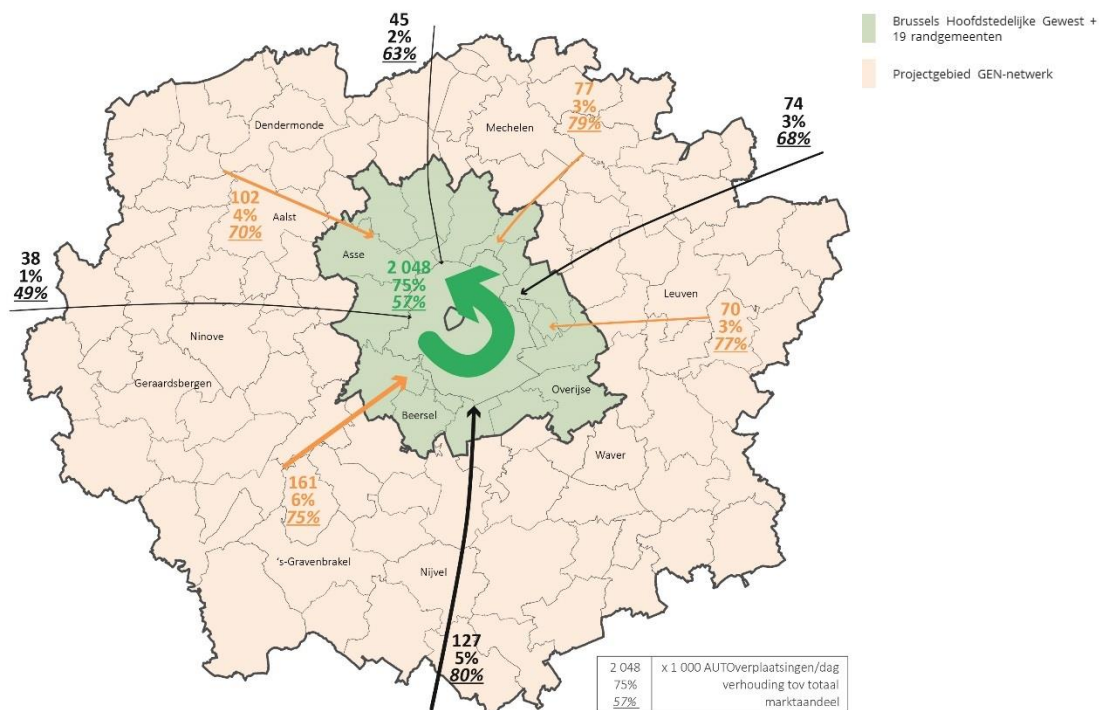 45
2%
63%
Brussels Hoofdstedelijke Gewest +
19 randgemeenten
Projectgebied GEN-netwerk
77
3%
79%
74
3%
68%
Dendermonde
Mechelen
102
4%
70%
Aalst
Asse
38
1%
49%
2 048
75%
57%
Leuven
70
3%
77%
Ninove
Geraardsbergen
Overijse
Beersel
Waver
161
6%
75%
's-Gravenbrakel
Nijvel
127
5%
80%
2 048 x 1 000 AUTOverplaatsingen/dag
75% verhouding tov totaal
57% marktaandeel